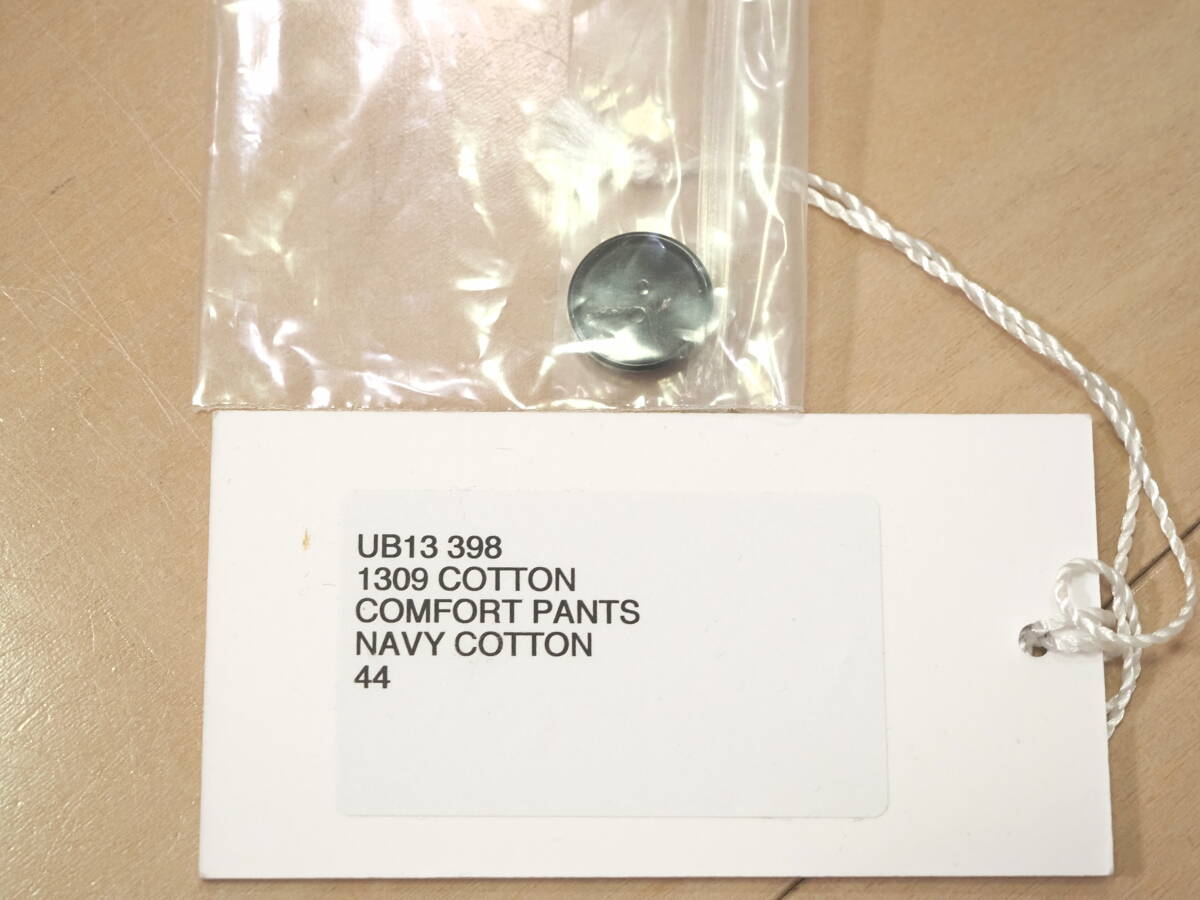 UB13 398
1309 COTTON
COMFORT PANTS
NAVY COTTON
44